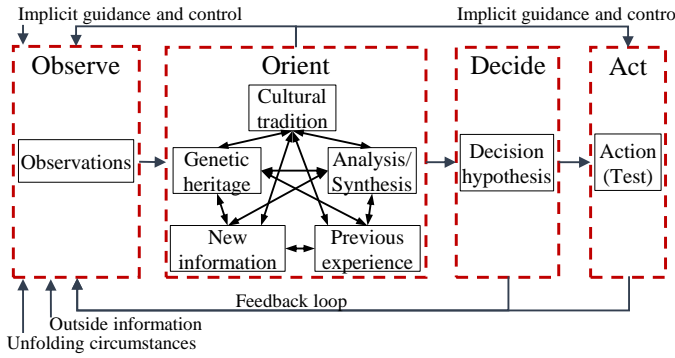 Implicit guidance and control
Implicit guidance and contro
Observe
Orient
Decide
Act
Cultural
tradition
Observations
Genetic
heritage
Analysis/
Synthesis
Decision
hypothesis
Action
(Test)
New
information
Previous
experience
Feedback loop
Outside information
Unfolding circumstances